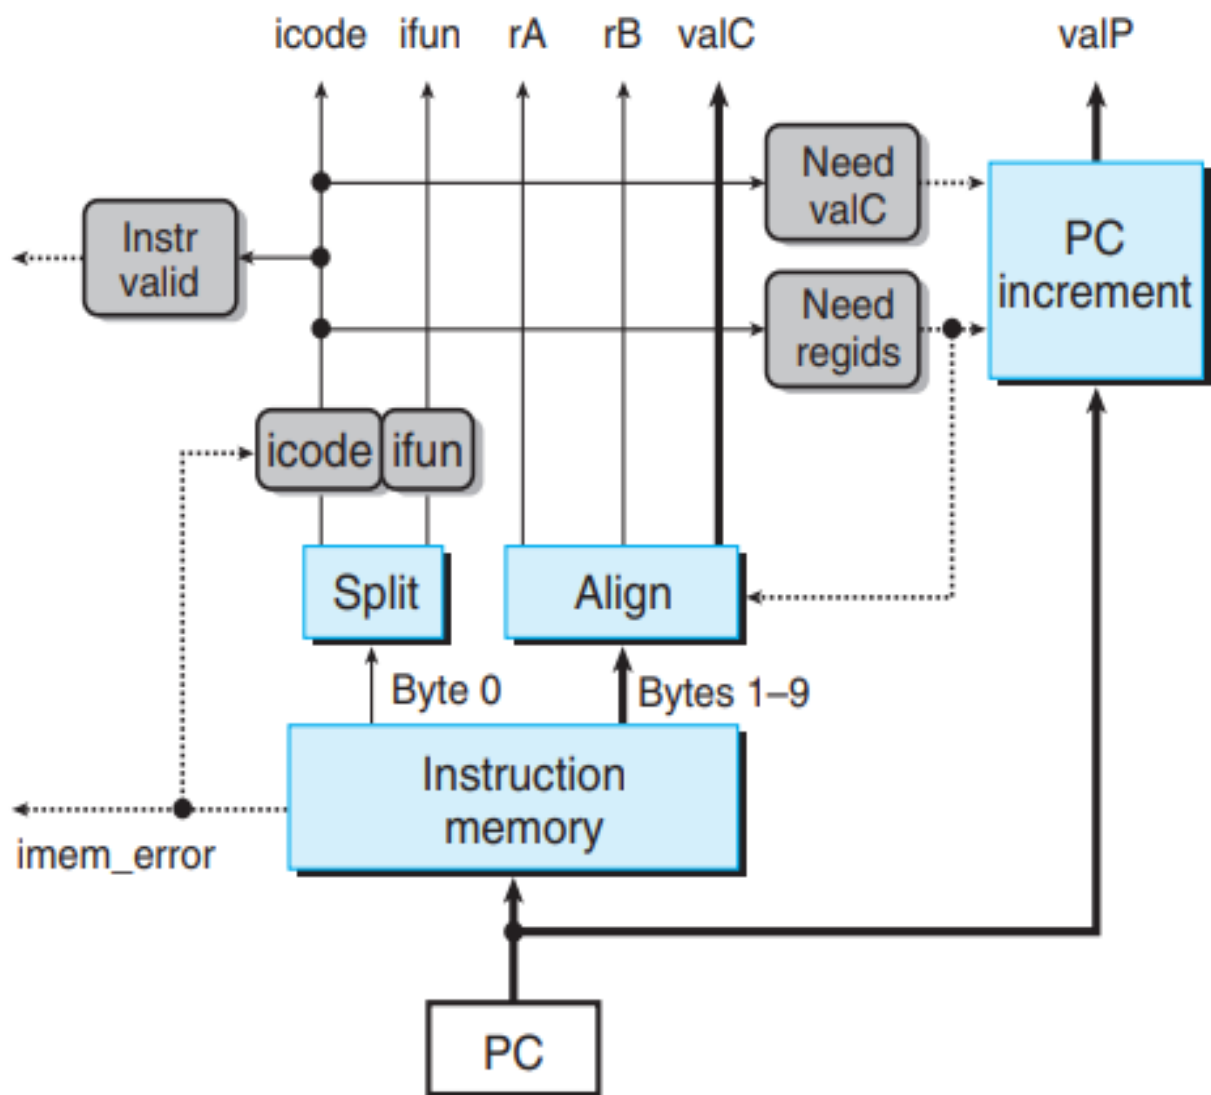 icode ifun rA rB valC valP
Need
valC
Instr
valid
PC
increment
Need
regids
icode ifun
Split
Align
Byte 0
Bytes 1–9
Instruction
memory
imem_error
PC